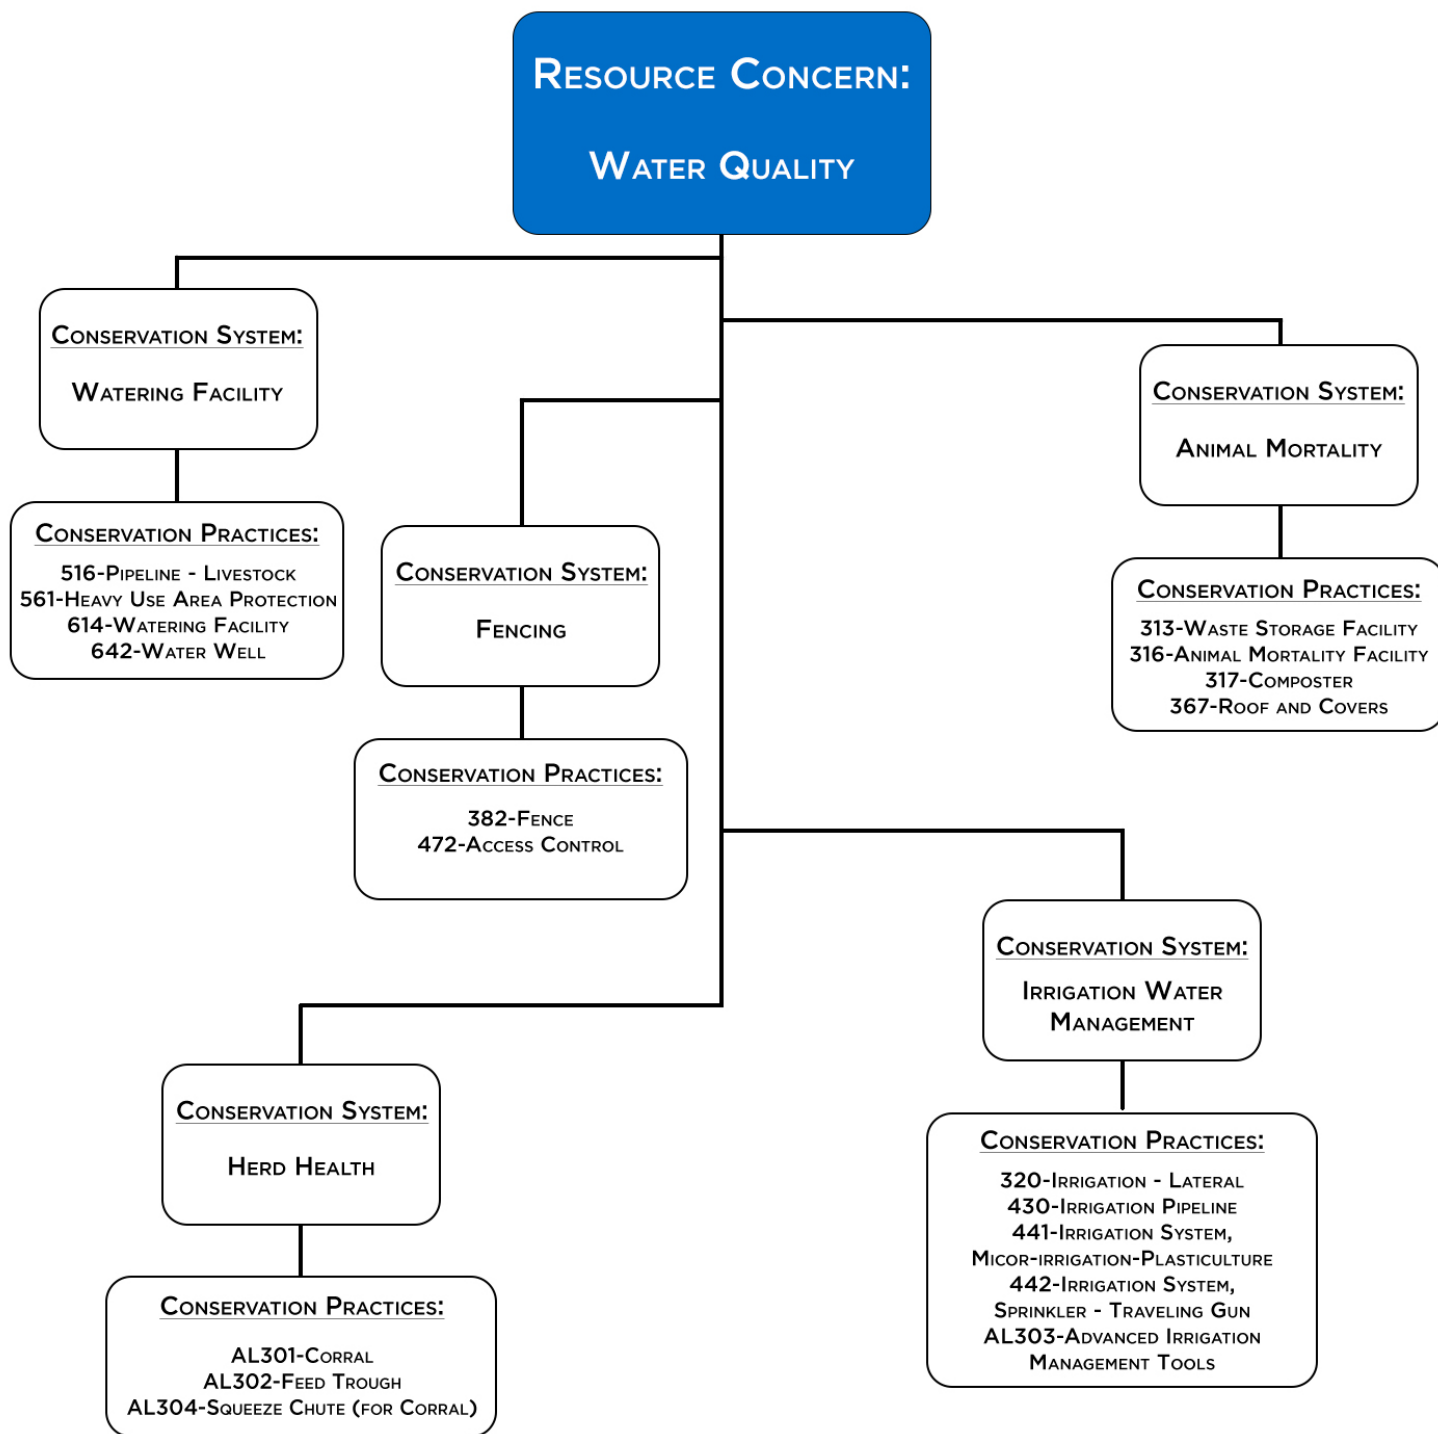 Resource Concern:
Water Quality
Conservation System:
Watering Facility
Conservation Practices:
516-Pipeline - Livestock
561-Heavy Use Area Protection
614-Watering Facility
642-Water Well
Conservation System:
Fencing
Conservation Practices:
382-Fence
472-Access Control
Conservation System:
Animal Mortality
Conservation Practices:
313-Waste Storage Facility
316-Animal Mortality Facility
317-Composter
367-Roof and Covers
Conservation System:
Herd Health
Conservation Practices:
AL301-Corral
AL302-Feed Trough
AL304-Squeeze Chute (for Corral)
Conservation System:
Irrigation Water
Management
Conservation Practices:
320-Irrigation - Lateral
430-Irrigation Pipeline
441-Irrigation System,
Micor-irrigation-Plasticulture
442-Irrigation System,
Sprinkler - Traveling Gun
AL303-Advanced Irrigation
Management Tools